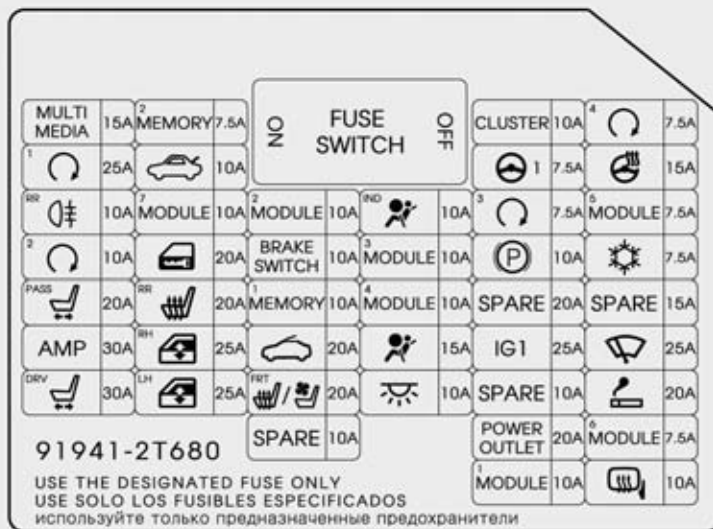 MULTI MEDIA 15A 2 MEMORY 7.5A NO FUSE SWITCH OFF CLUSTER 10A 4 7.5A
1 25A 10A 1 7.5A 15A
RR 10A 7 MODULE 10A 2 MODULE 10A IND 10A 3 7.5A 5 MODULE 7.5A
2 10A 20A BRAKE SWITCH 10A 3 MODULE 10A P 10A 7.5A
PASS 20A RR 20A 1 MEMORY 10A 4 MODULE 10A SPARE 20A SPARE 15A
AMP 30A RH 25A 20A 15A IG1 25A 25A
DRV 30A LH 25A FRT / 20A 10A SPARE 10A 20A
SPARE 10A POWER OUTLET 20A 6 MODULE 7.5A
1 MODULE 10A 10A
91941-2T680
USE THE DESIGNATED FUSE ONLY
USE SOLO LOS FUSIBLES ESPECIFICADOS
используйте только предназначенные предохранители